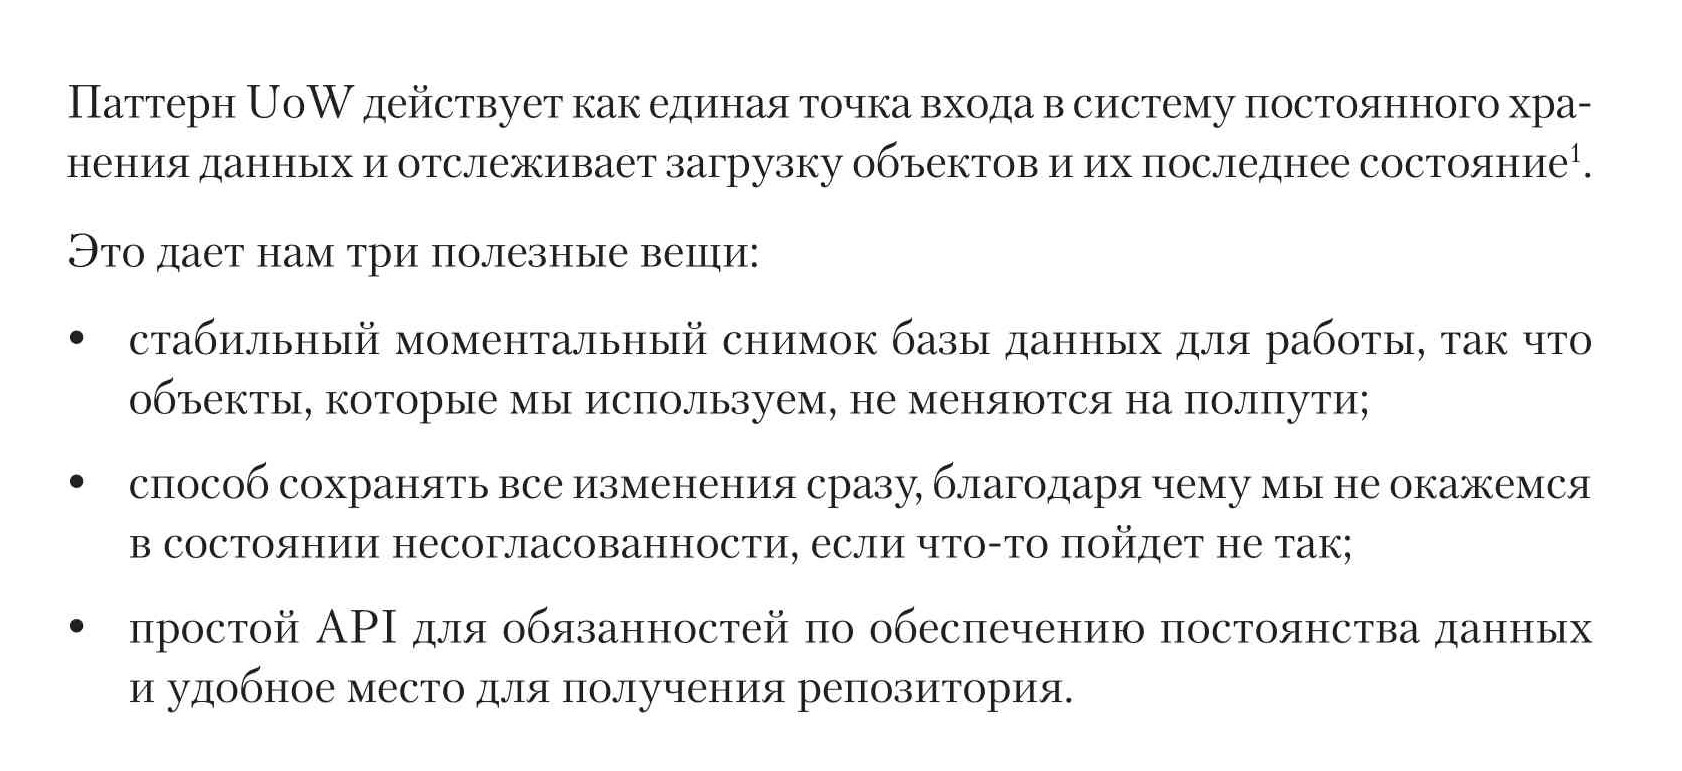 Паттерн UoW действует как единая точка входа в систему постоянного хра-
нения данных и отслеживает загрузку объектов и их последнее состояние¹.
Это дает нам три полезные вещи:
• стабильный моментальный снимок базы данных для работы, так что
объекты, которые мы используем, не меняются на полпути;
• способ сохранять все изменения сразу, благодаря чему мы не окажемся
в состоянии несогласованности, если что-то пойдет не так;
• простой API для обязанностей по обеспечению постоянства данных
и удобное место для получения репозитория.